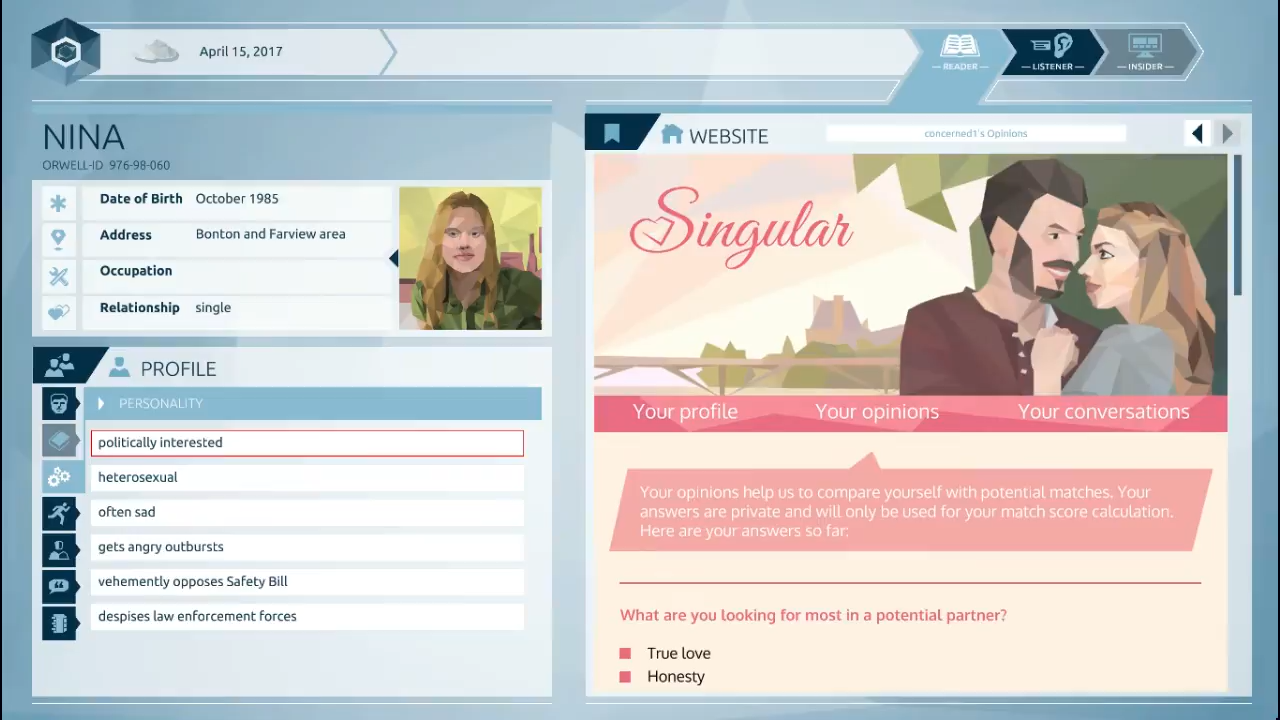 April 15, 2017
— READER —
— LISTENER —
— INSIDER —
NINA
ORWELL-ID 976-98-060
Date of Birth October 1985
Address Bonton and Farview area
Occupation
Relationship single
PROFILE
PERSONALITY
politically interested
heterosexual
often sad
gets angry outbursts
vehemently opposes Safety Bill
despises law enforcement forces
WEBSITE
concerned1's Opinions
Singular
Your profile
Your opinions
Your conversations
Your opinions help us to compare yourself with potential matches. Your
answers are private and will only be used for your match score calculation.
Here are your answers so far:
What are you looking for most in a potential partner?
True love
Honesty